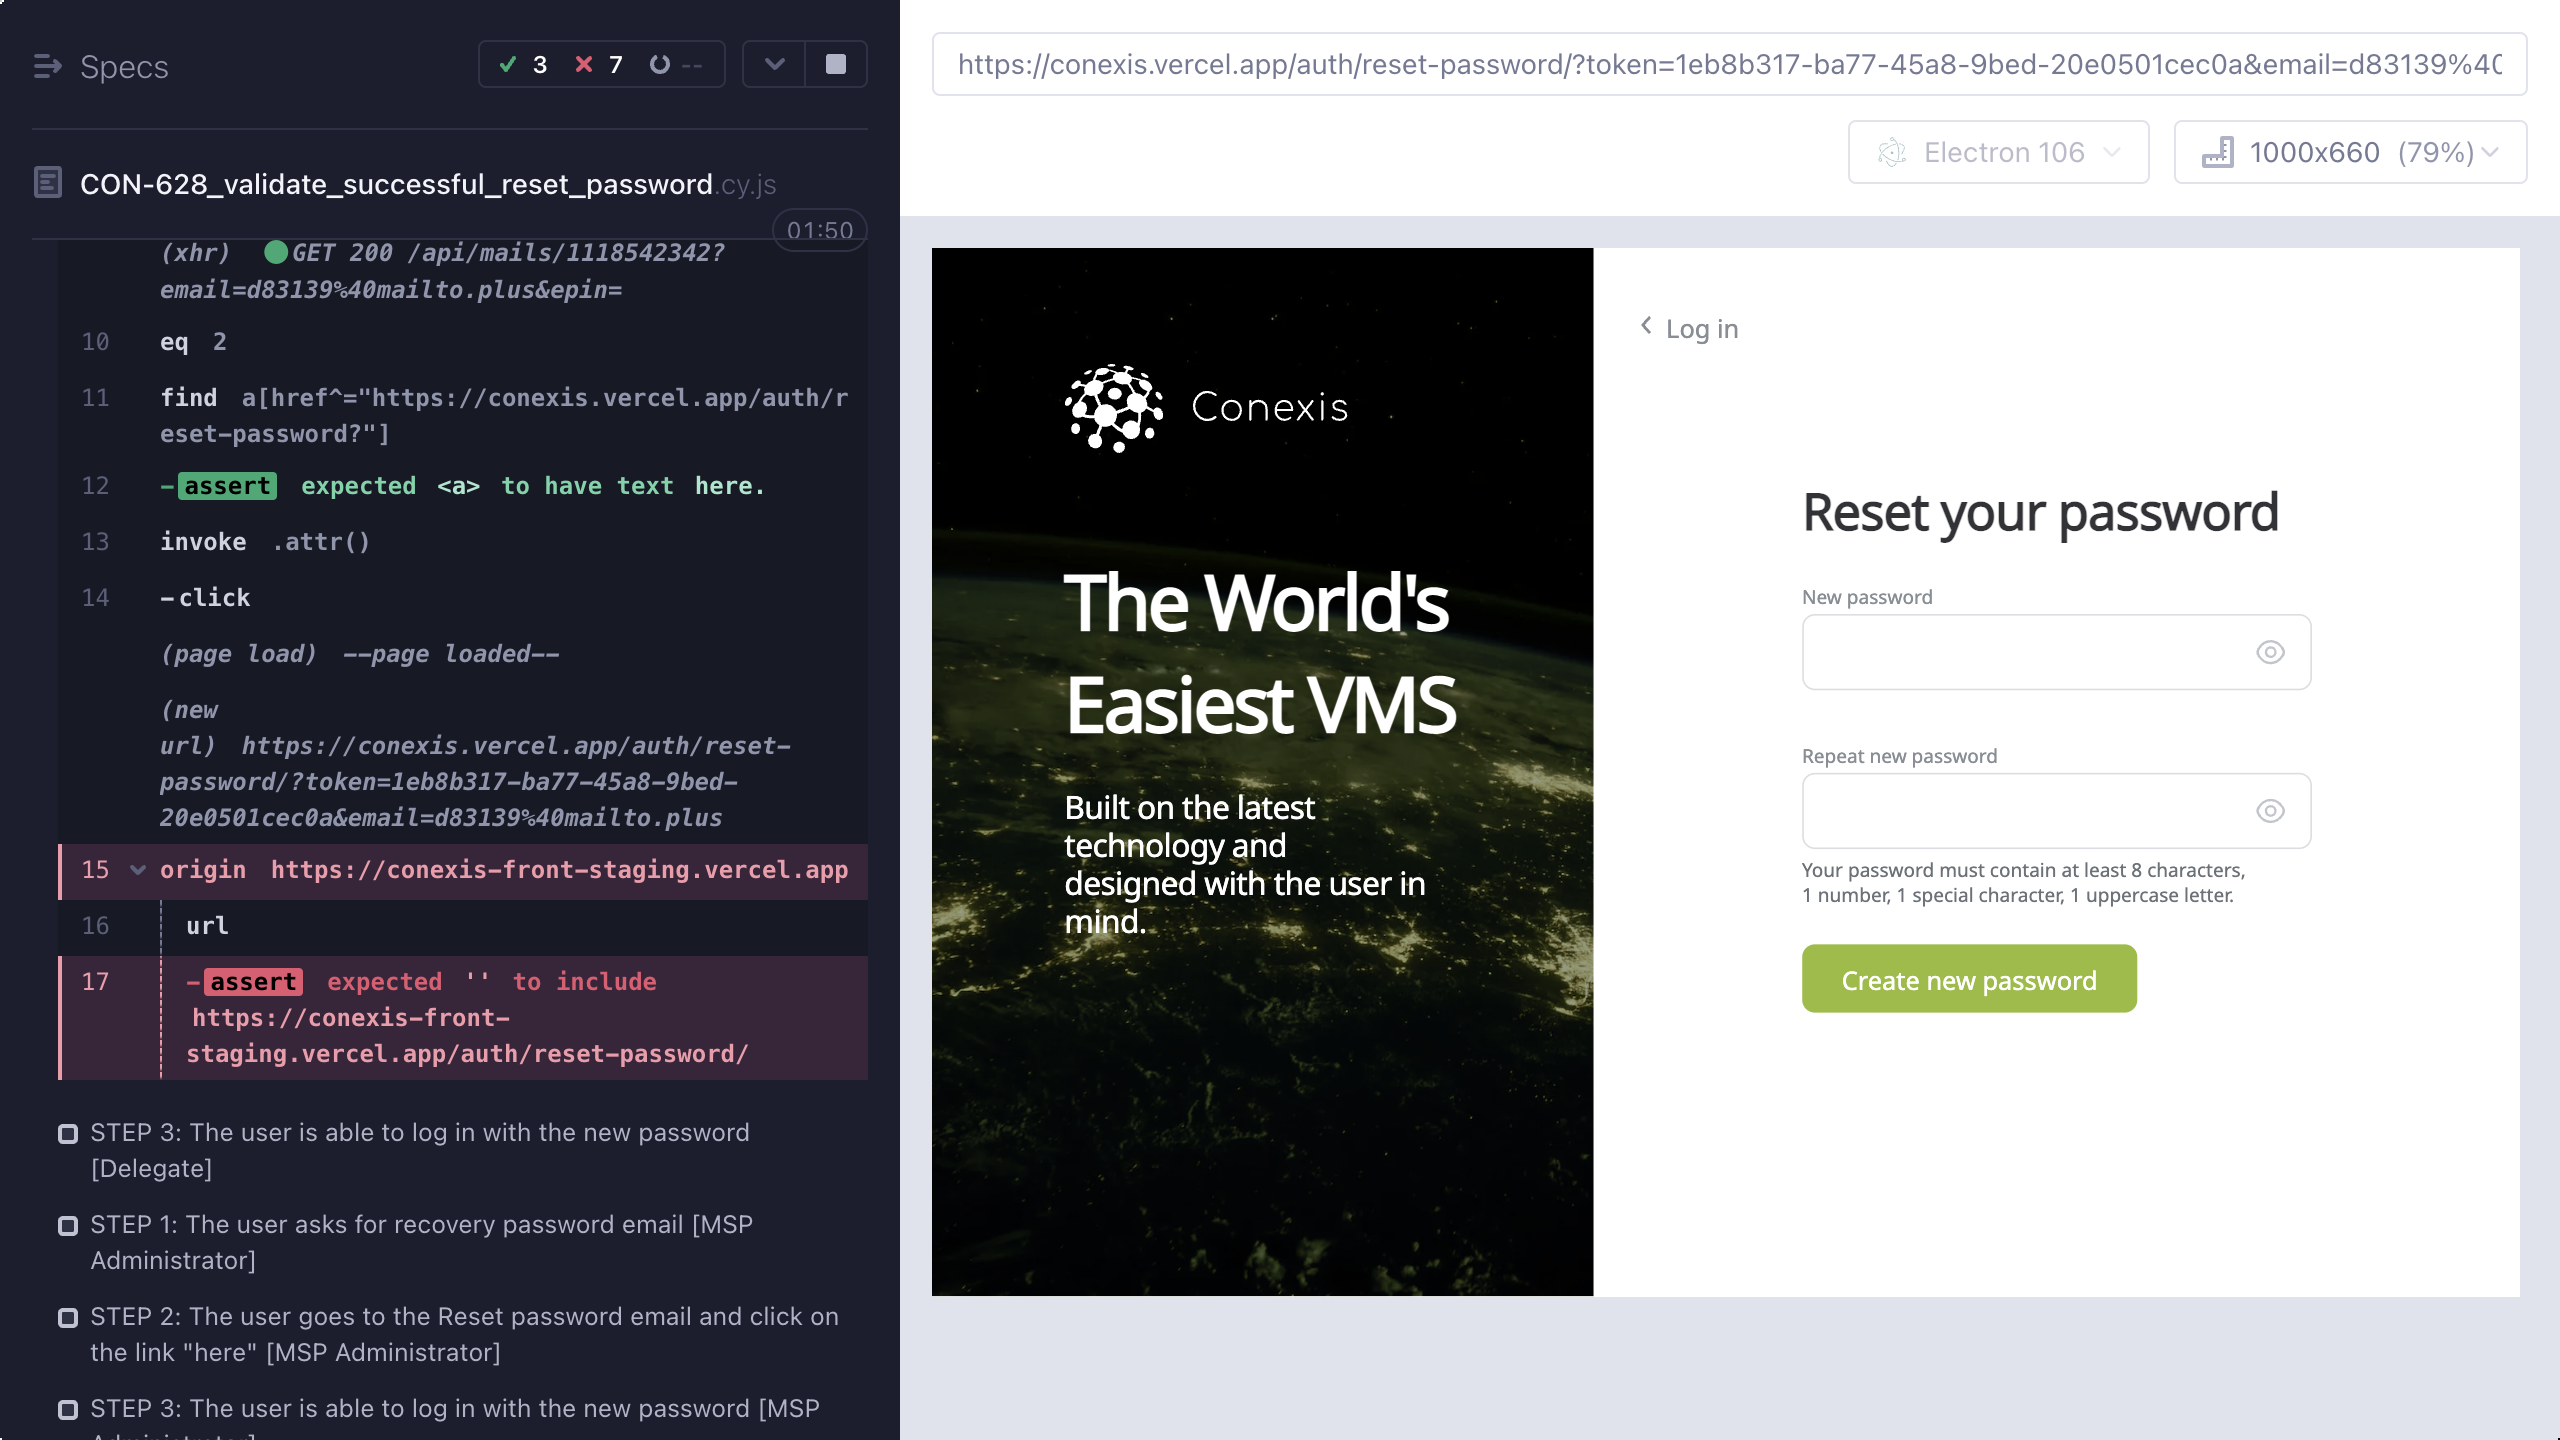 Specs
3 7 --
CON-628_validate_successful_reset_password.cy.js
01:50
(xhr) GET 200 /api/mails/1118542342?
email=d83139%40mailto.plus&epin=
10 eq 2
11 find a[href^="https://conexis.vercel.app/auth/r
eset-password?"]
12 -assert expected <a> to have text here.
13 invoke .attr()
14 -click
(page load) --page loaded--
(new
url) https://conexis.vercel.app/auth/reset-
password/?token=1eb8b317-ba77-45a8-9bed-
20e0501cec0a&email=d83139%40mailto.plus
15 origin https://conexis-front-staging.vercel.app
16 url
17 -assert expected '' to include
https://conexis-front-
staging.vercel.app/auth/reset-password/
STEP 3: The user is able to log in with the new password
[Delegate]
STEP 1: The user asks for recovery password email [MSP
Administrator]
STEP 2: The user goes to the Reset password email and click on
the link "here" [MSP Administrator]
STEP 3: The user is able to log in with the new password [MSP
https://conexis.vercel.app/auth/reset-password/?token=1eb8b317-ba77-45a8-9bed-20e0501cec0a&email=d83139%40
Electron 106
1000x660 (79%)
Conexis
The World's
Easiest VMS
Built on the latest
technology and
designed with the user in
mind.
Log in
Reset your password
New password
Repeat new password
Your password must contain at least 8 characters,
1 number, 1 special character, 1 uppercase letter.
Create new password